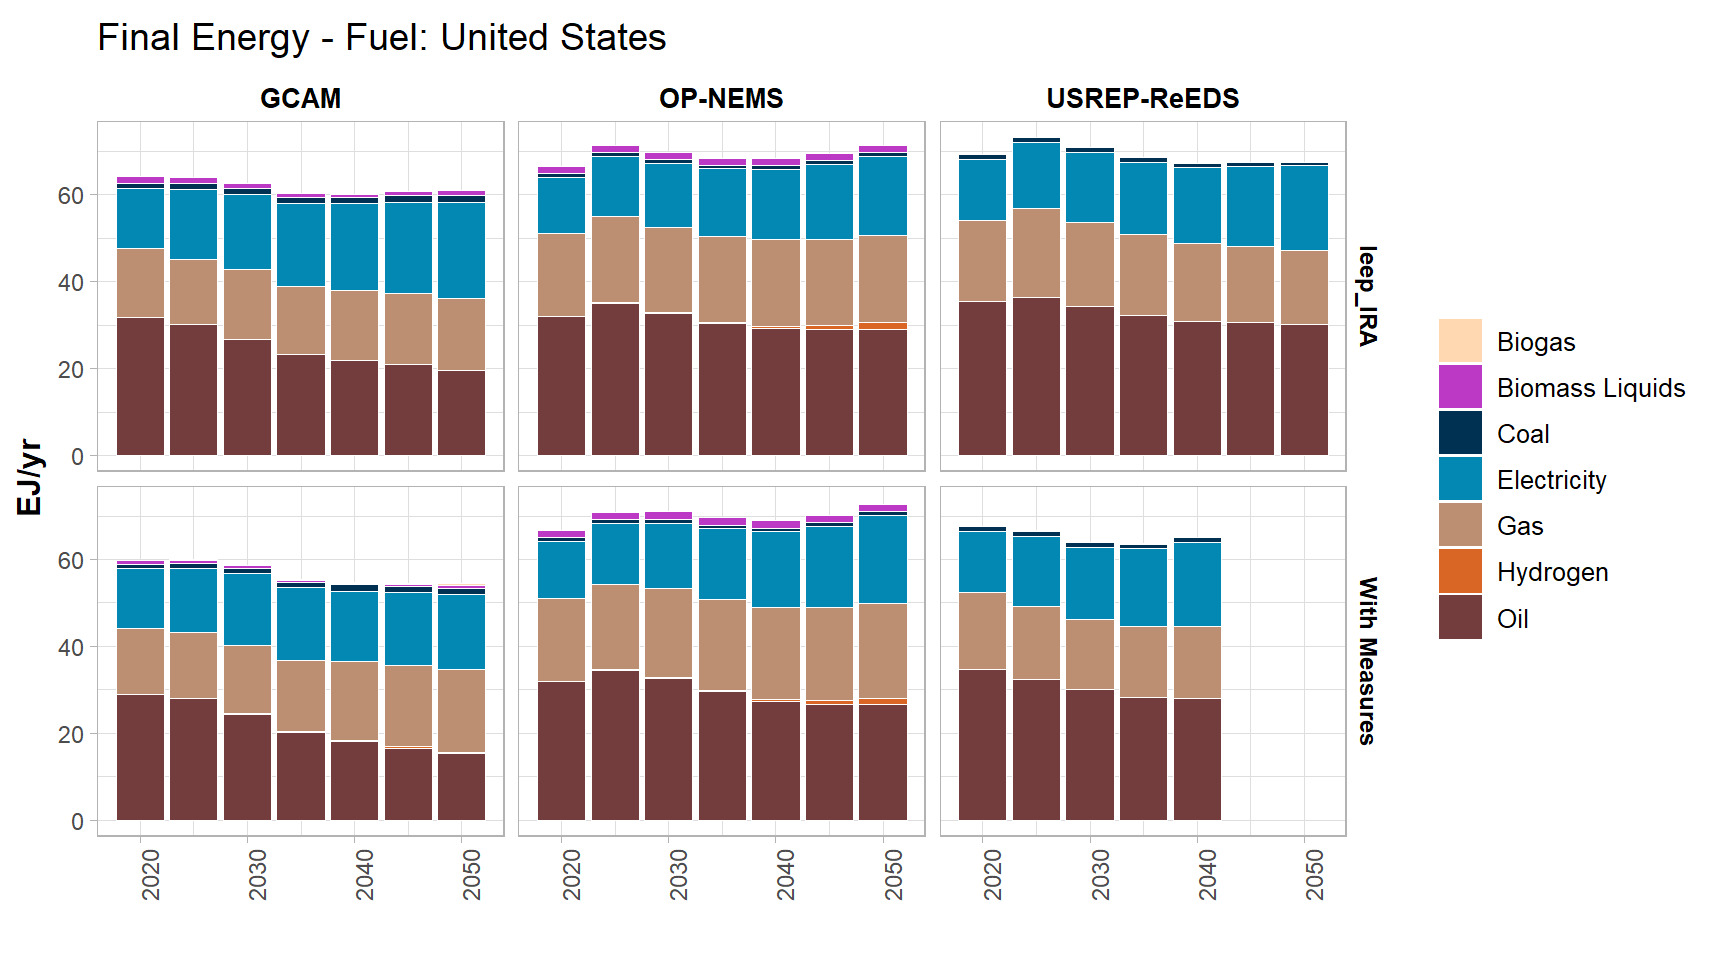 Final Energy - Fuel: United States
GCAM
OP-NEMS
USREP-ReEDS
60
40
20
0
leep_IRA
60
40
20
0
With Measures
EJ/yr
2020
2030
2040
2050
2020
2030
2040
2050
2020
2030
2040
2050
Biogas
Biomass Liquids
Coal
Electricity
Gas
Hydrogen
Oil